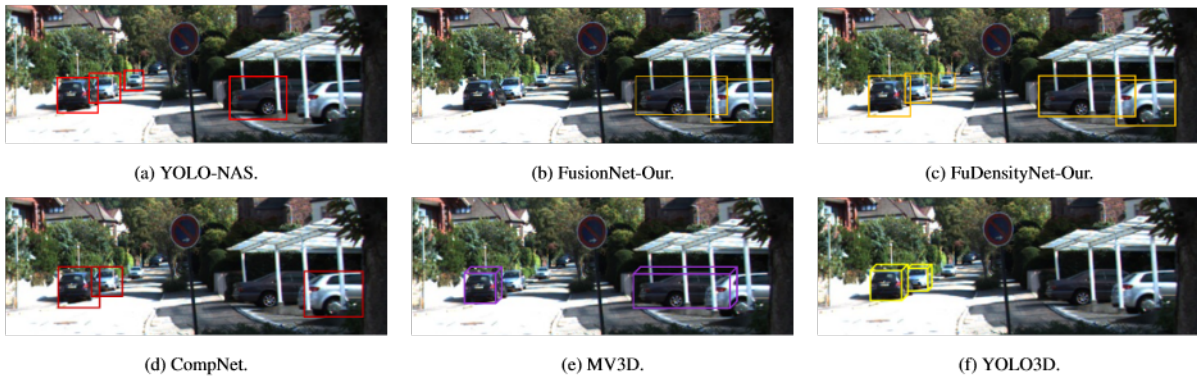 (a) YOLO-NAS.
(b) FusionNet-Our.
(c) FuDensityNet-Our.
(d) CompNet.
(e) MV3D.
(f) YOLO3D.